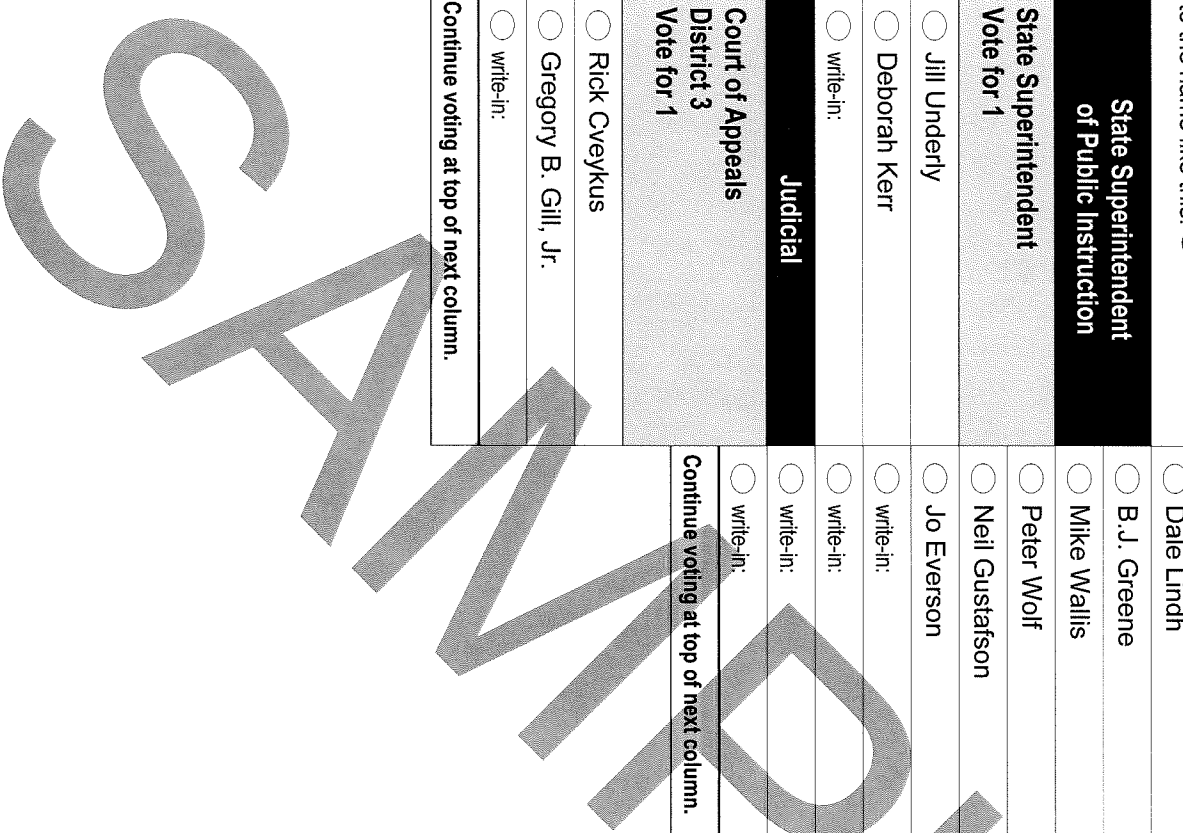 State Superintendent
of Public Instruction
State Superintendent
Vote for 1
Jill Underly
Deborah Kerr
write-in:
Judicial
Court of Appeals
District 3
Vote for 1
Rick Cveykus
Gregory B. Gill, Jr.
write-in:
Continue voting at top of next column.
Dale Lindh
B.J. Greene
Mike Wallis
Peter Wolf
Neil Gustafson
Jo Everson
write-in:
write-in:
write-in:
write-in:
Continue voting at top of next column.
SAMP